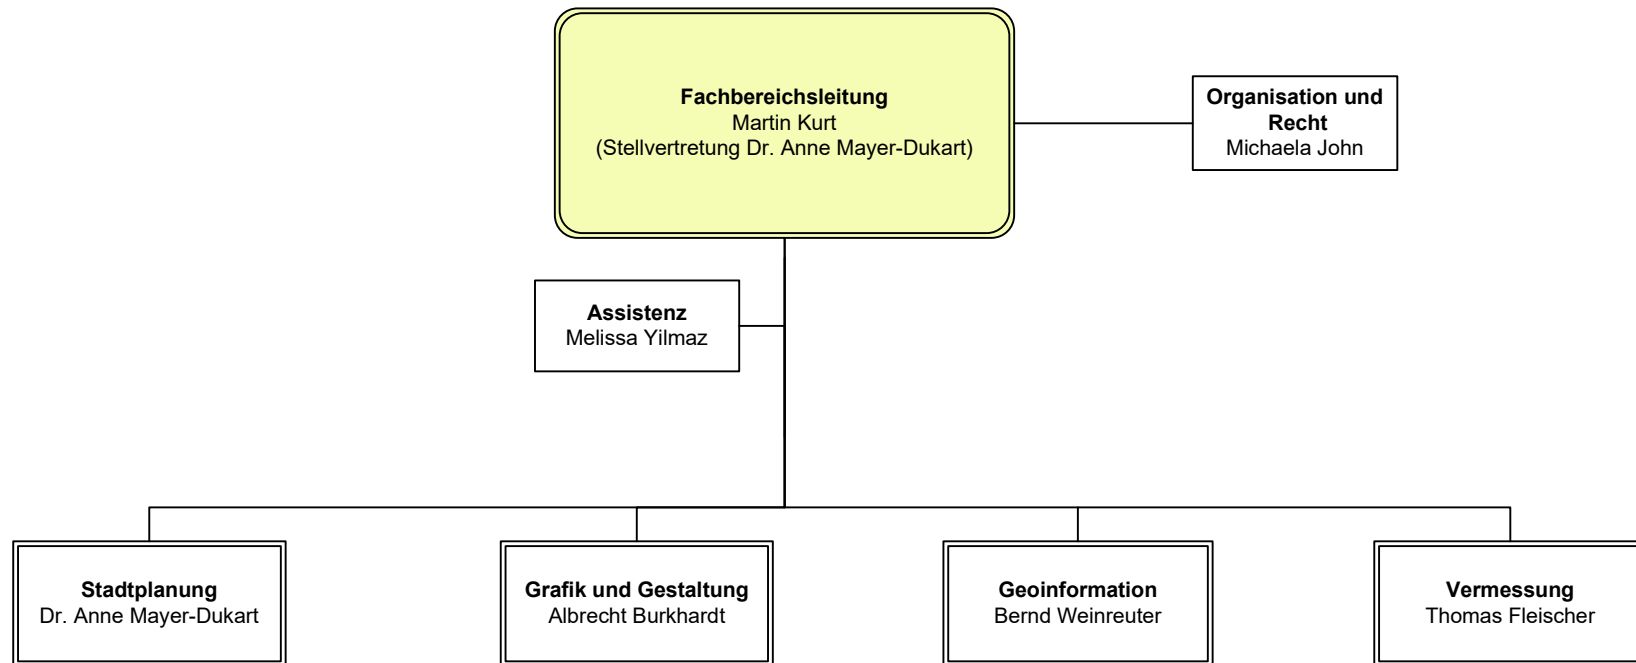 Fachbereichsleitung
Martin Kurt
(Stellvertretung Dr. Anne Mayer-Dukart)
Organisation und
Recht
Michaela John
Assistenz
Melissa Yilmaz
Stadtplanung
Dr. Anne Mayer-Dukart
Grafik und Gestaltung
Albrecht Burkhardt
Geoinformation
Bernd Weinreuter
Vermessung
Thomas Fleischer